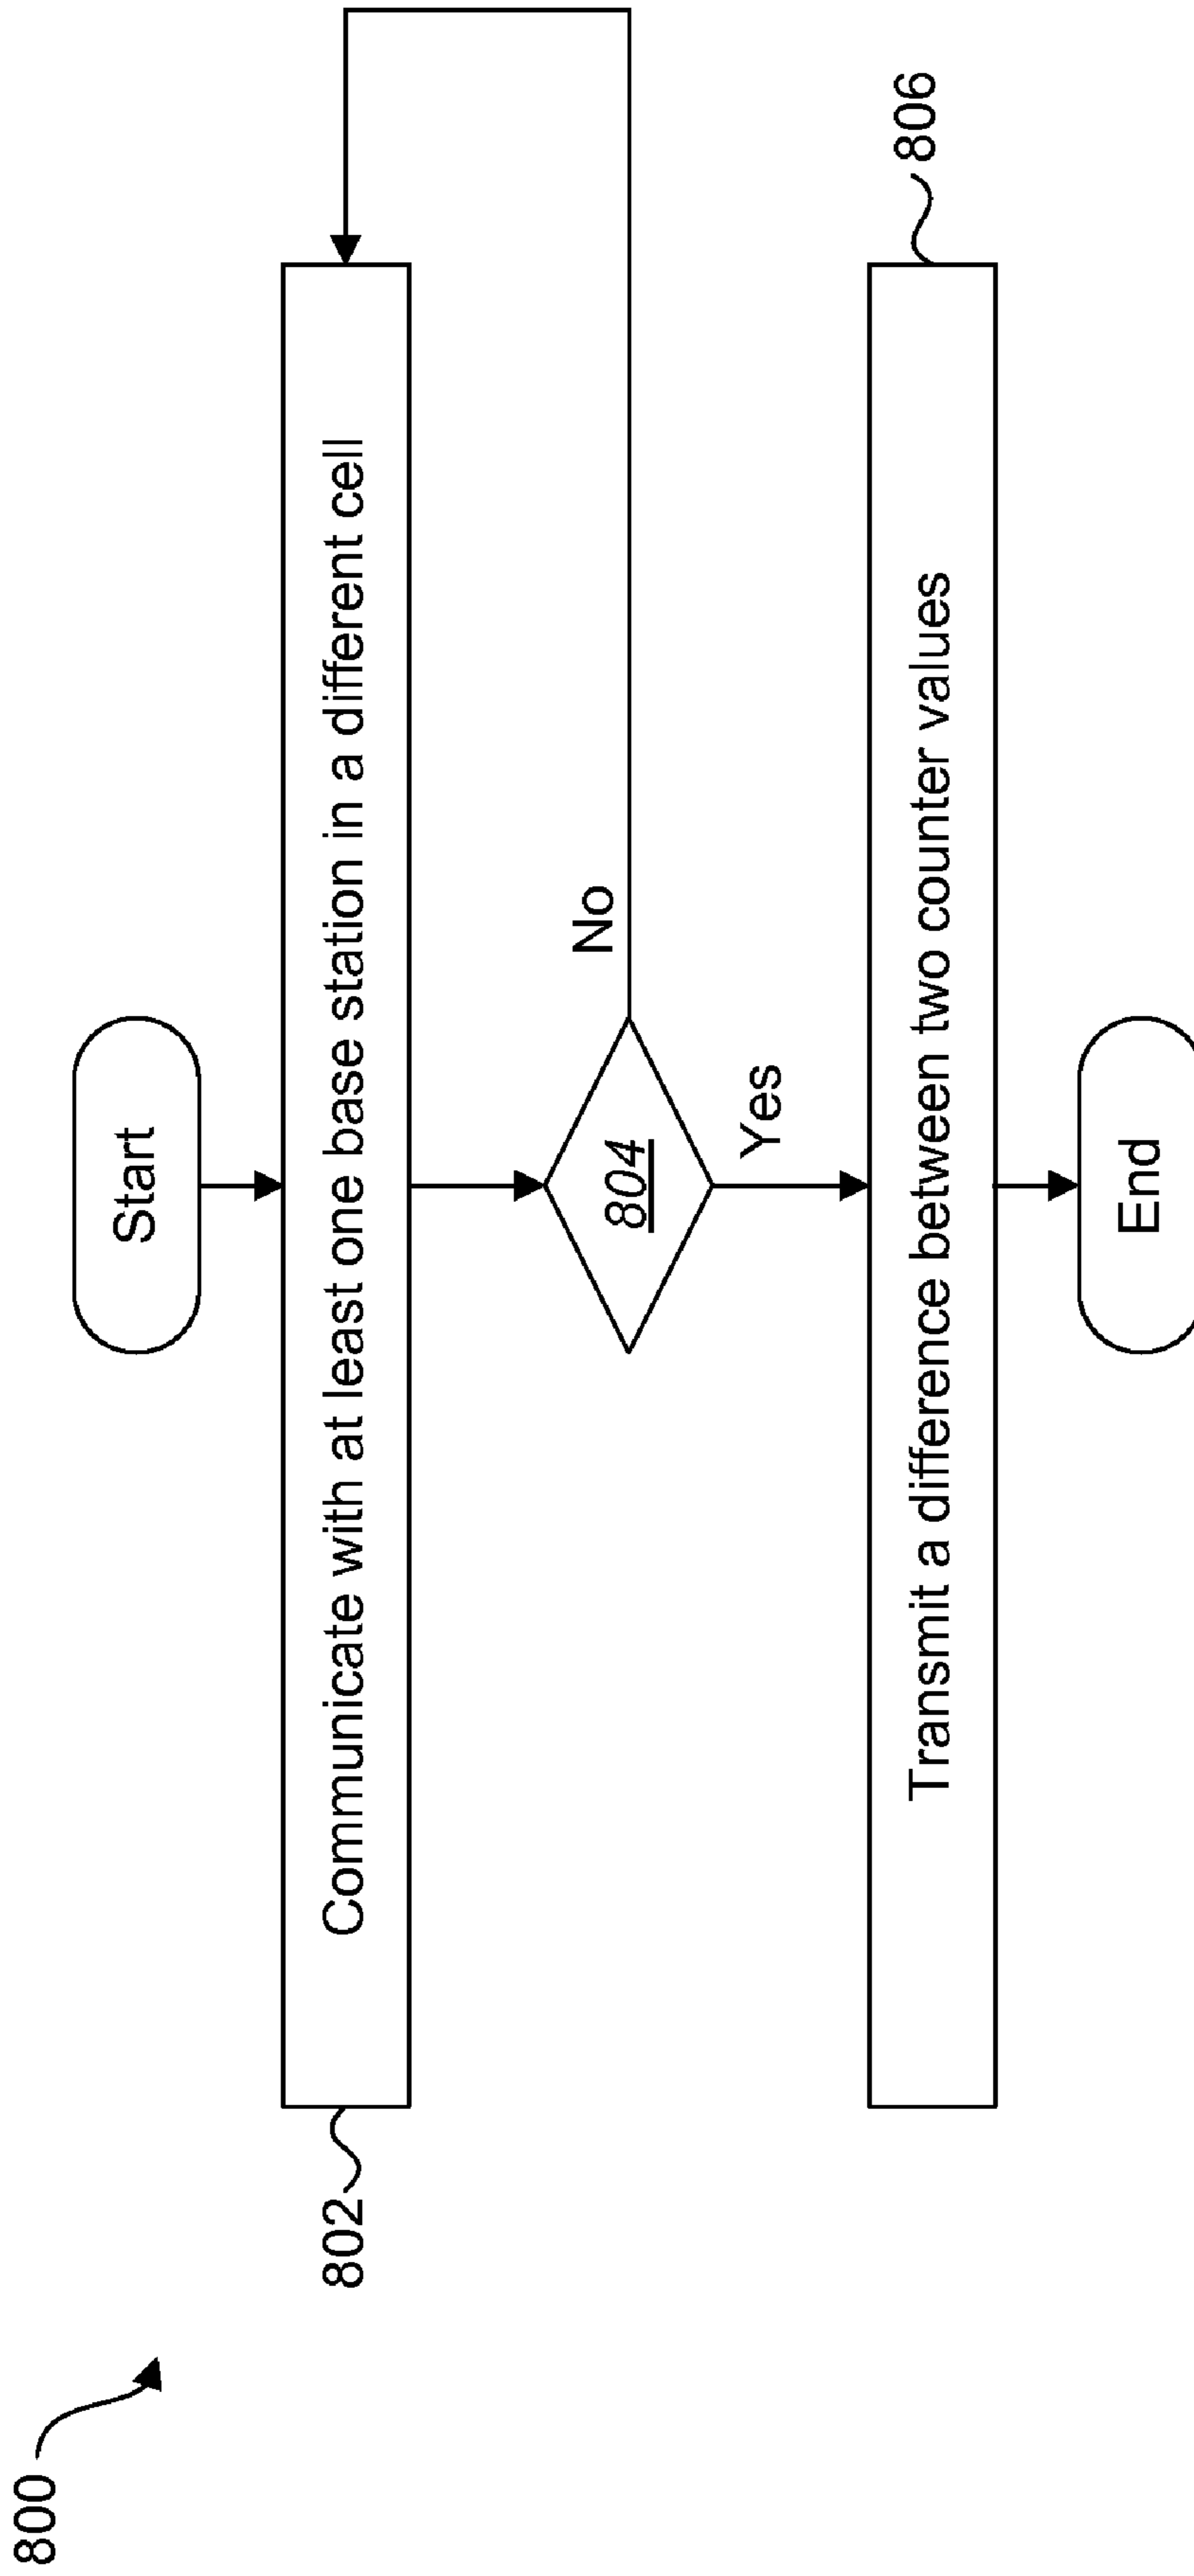 800
Start
802
Communicate with at least one base station in a different cell
804
No
Yes
Transmit a difference between two counter values
806
End